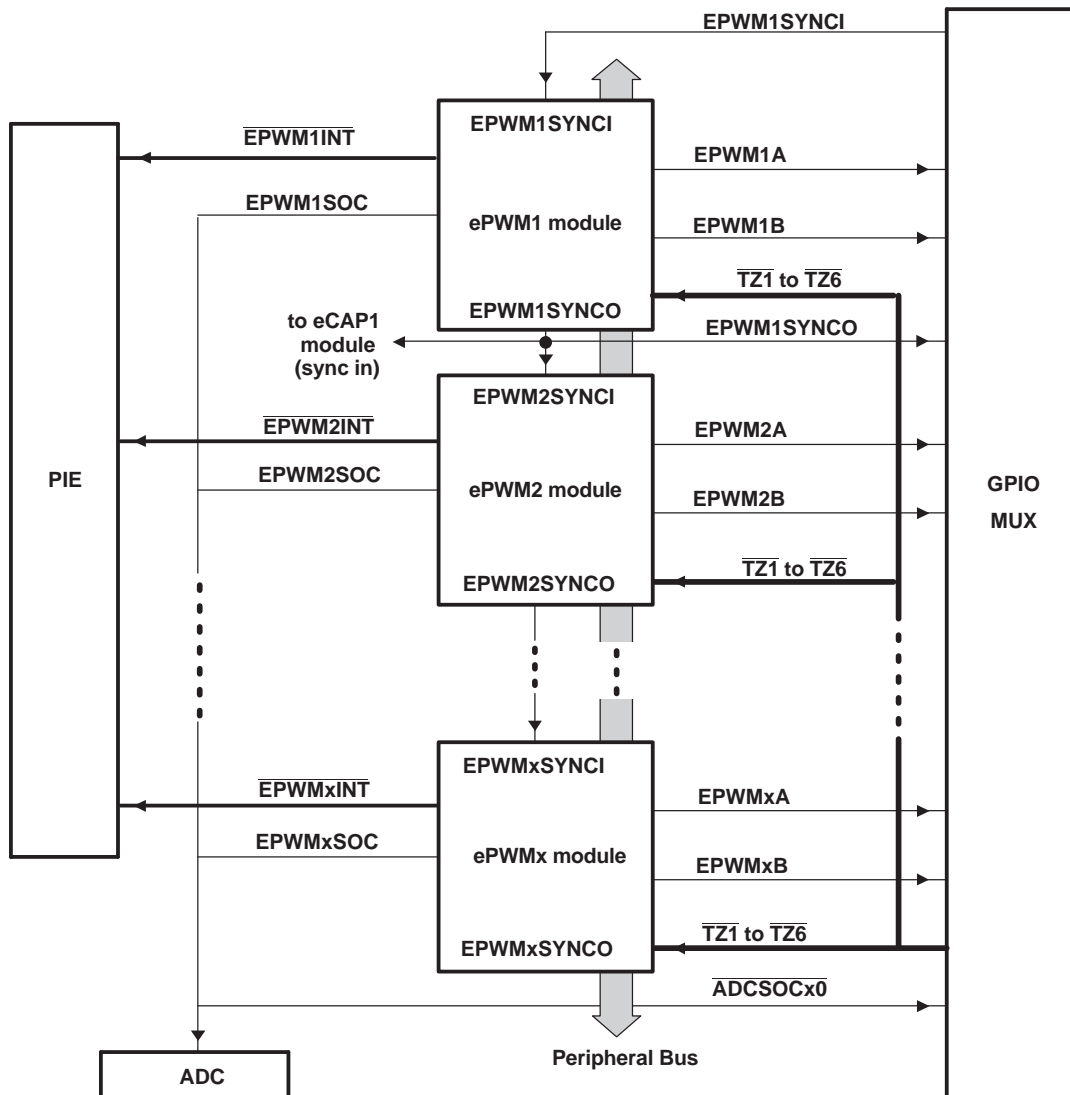 EPWM1SYNCI
EPWM1SYNCI
EPWM1INT
EPWM1A
EPWM1SOC
ePWM1 module
EPWM1B
TZ1 to TZ6
EPWM1SYNCO
to eCAP1
module
(sync in)
EPWM1SYNCO
EPWM2SYNCI
EPWM2INT
EPWM2A
PIE
EPWM2SOC
ePWM2 module
EPWM2B
GPIO
MUX
TZ1 to TZ6
EPWM2SYNCO
EPWMxSYNCI
EPWMxINT
EPWMxA
EPWMxSOC
ePWMx module
EPWMxB
TZ1 to TZ6
EPWMxSYNCO
ADCSOCx0
Peripheral Bus
ADC